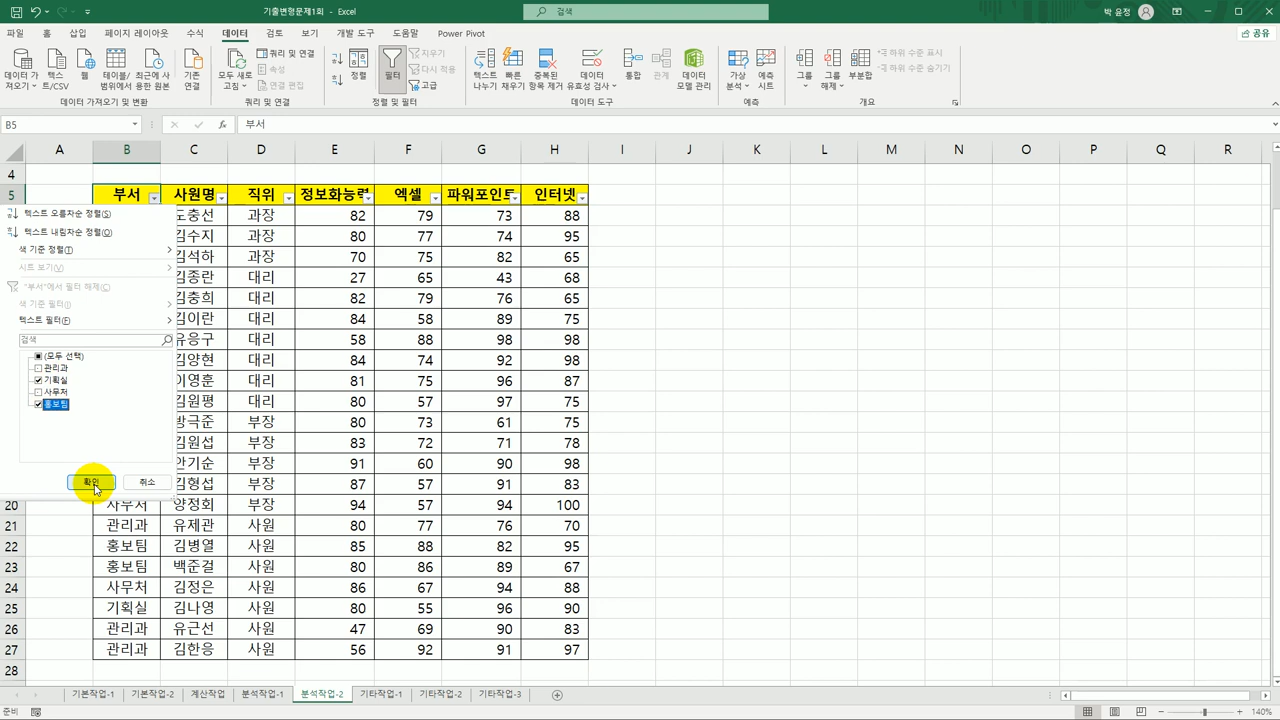 기출변형문제1회 - Excel
검색
박 윤정
파일 홈 삽입 페이지 레이아웃 수식 데이터 검토 보기 개발 도구 도움말 Power Pivot
공유
데이터 가져오기
텍스트/CSV
웹
테이블/범위에서
최근에 사용한 원본
기존 연결
데이터 가져오기 및 변환
모두 새로 고침
쿼리 및 연결
속성
연결 편집
쿼리 및 연결
정렬
필터
지우기
다시 적용
고급
정렬 및 필터
텍스트 나누기
빠른 채우기
중복된 항목 제거
데이터 유효성 검사
통합
관계
데이터 모델 관리
데이터 도구
가상 분석
예측 시트
예측
그룹
그룹 해제
부분합
하위 수준 표시
하위 수준 숨기기
개요
B5 fx 부서
A B C D E F G H I J K L M N O P Q R
4
5 부서 사원명 직위 정보화능력 엑셀 파워포인트 인터넷
텍스트 오름차순 정렬(S)
텍스트 내림차순 정렬(O)
색 기준 정렬(T)
시트 보기(V)
"부서"에서 필터 해제(C)
색 기준 필터(I)
텍스트 필터(F)
검색
(모두 선택)
관리과
기획실
사무처
홍보팀
확인 취소
도충선 과장 82 79 73 88
김수지 과장 80 77 74 95
김석하 과장 70 75 82 65
김종란 대리 27 65 43 68
김충희 대리 82 79 76 65
김이란 대리 84 58 89 75
유응구 대리 58 88 98 98
김양현 대리 84 74 92 98
이영훈 대리 81 75 96 87
김원평 대리 80 57 97 75
방극준 부장 80 73 61 75
김원섭 부장 83 72 71 78
안기순 부장 91 60 90 98
김형섭 부장 87 57 91 83
20 사무처 양정회 부장 94 57 94 100
21 관리과 유제관 사원 80 77 76 70
22 홍보팀 김병열 사원 85 88 82 95
23 홍보팀 백준걸 사원 80 86 89 67
24 사무처 김정은 사원 86 67 94 88
25 기획실 김나영 사원 80 55 96 90
26 관리과 유근선 사원 47 69 90 83
27 관리과 김한응 사원 56 92 91 97
28
기본작업-1 기본작업-2 계산작업 분석작업-1 분석작업-2 기타작업-1 기타작업-2 기타작업-3
준비
140%